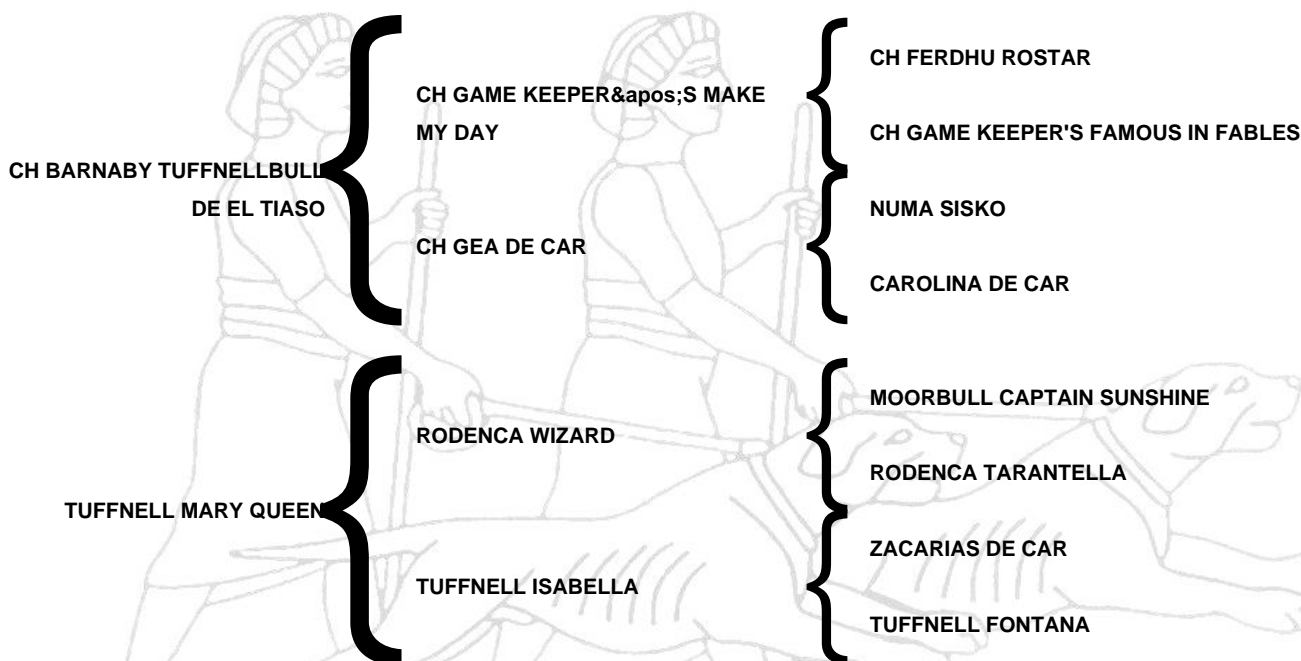 CH FERDHU ROSTAR
CH GAME KEEPER&apos;S MAKE
MY DAY
CH GAME KEEPER'S FAMOUS IN FABLES
CH BARNABY TUFFNELLBULL
DE EL TIASO
NUMA SISKO
CH GEA DE CAR
CAROLINA DE CAR
MOORBULL CAPTAIN SUNSHINE
RODENCA WIZARD
RODENCA TARANTELLA
TUFFNELL MARY QUEEN
ZACARIAS DE CAR
TUFFNELL ISABELLA
TUFFNELL FONTANA